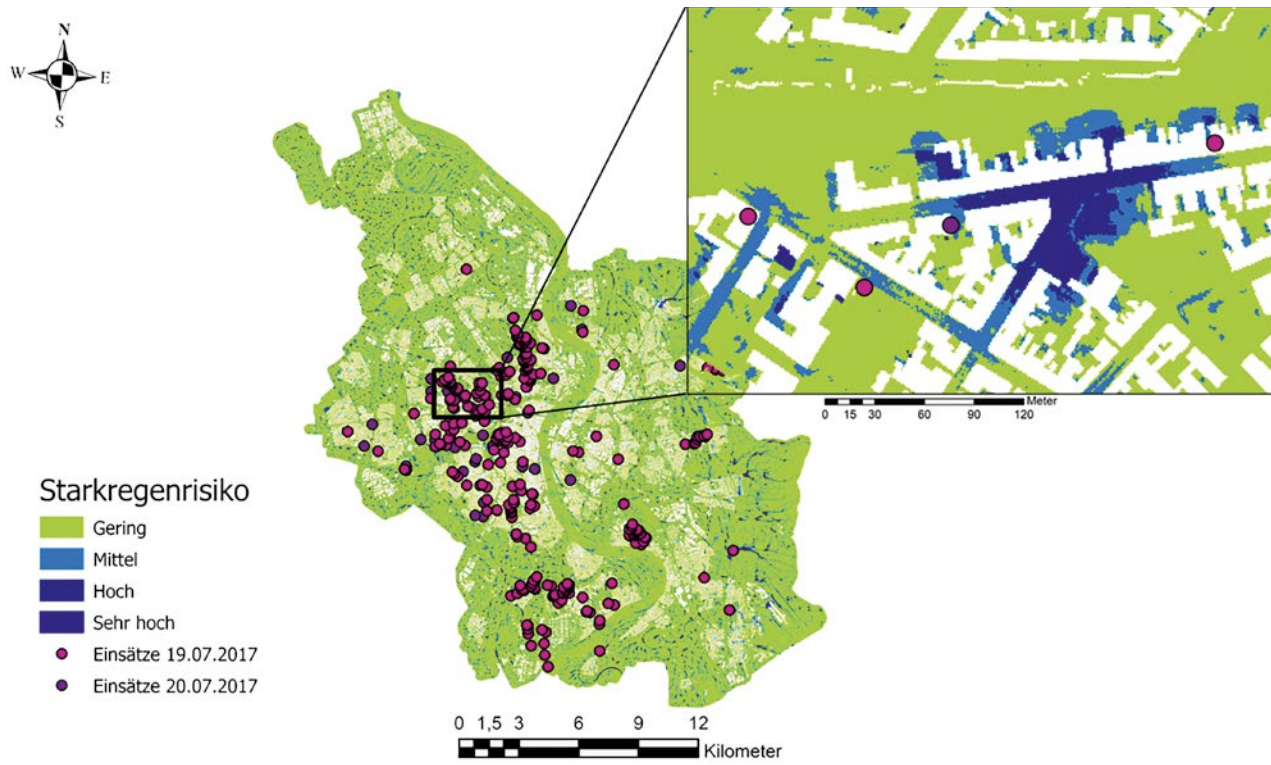 N
W E
S
Meter
0 15 30 60 90 120
Starkregenrisiko
Gering
Mittel
Hoch
Sehr hoch
Einsätze 19.07.2017
Einsätze 20.07.2017
0 1,5 3 6 9 12
Kilometer